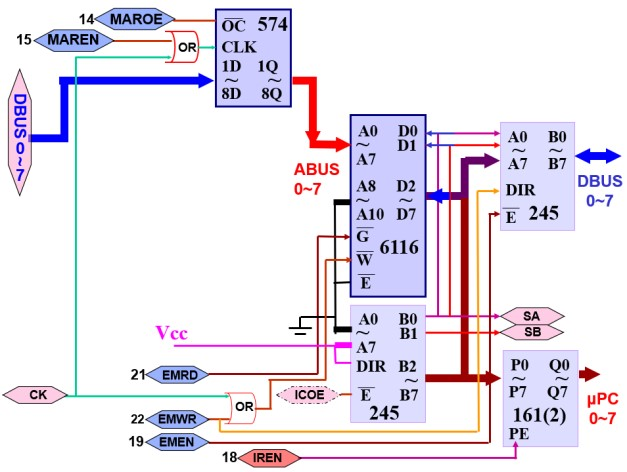 14 MAROE
15 MAREN
OR
OC 574
CLK
1D 1Q
~ ~
8D 8Q
DBUS 0~7
ABUS
0~7
A0 D0
~ D1
A7
A8 D2
~ ~
A10 D7
G
6116
W
E
A0 B0
~ ~
A7 B7
DIR
E 245
DBUS
0~7
Vcc
A0 B0
~ B1
A7
DIR B2
~
E B7
245
SA
SB
21 EMRD
CK
OR
ICOE
22 EMWR
19 EMEN
18 IREN
P0 Q0
~ ~
P7 Q7
161(2)
PE
μPC
0~7